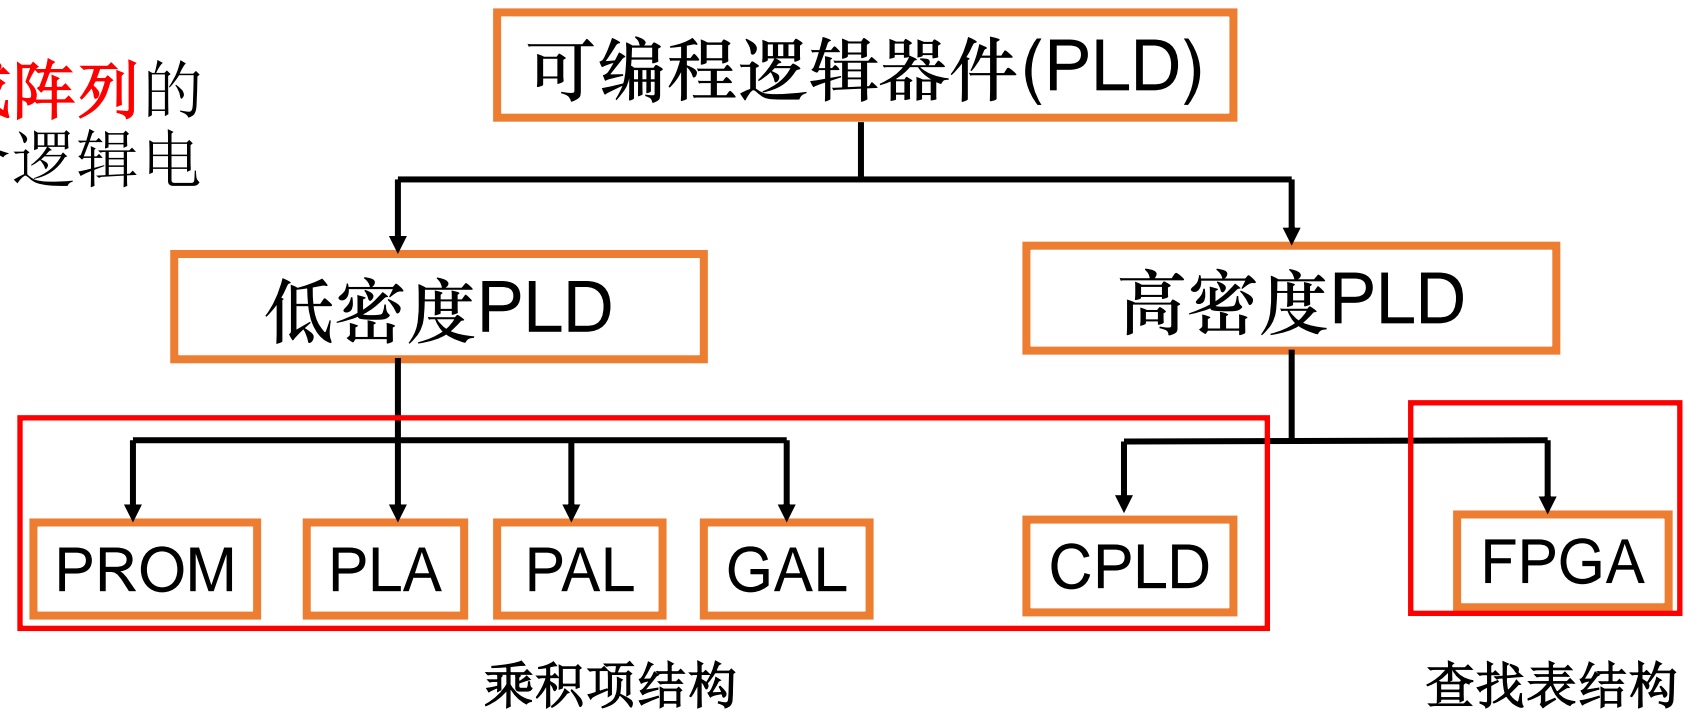 可编程逻辑器件(PLD)
阵列的
逻辑电
低密度PLD
高密度PLD
PROM
PLA
PAL
GAL
CPLD
FPGA
乘积项结构
查找表结构